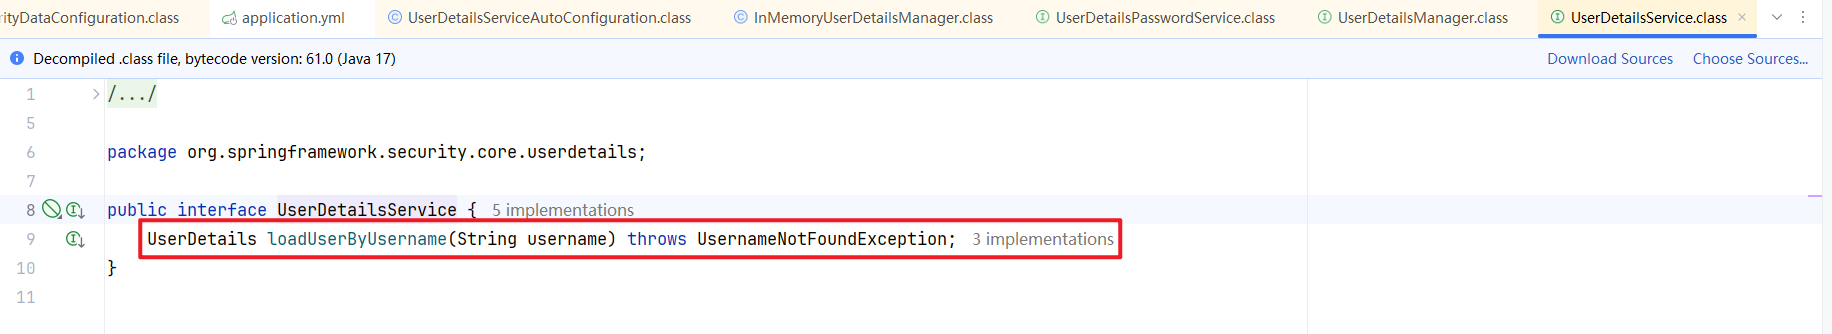 rityDataConfiguration.class application.yml UserDetailsServiceAutoConfiguration.class InMemoryUserDetailsManager.class UserDetailsPasswordService.class UserDetailsManager.class UserDetailsService.class
Decompiled .class file, bytecode version: 61.0 (Java 17) Download Sources Choose Sources...
1 /.../
5
6 package org.springframework.security.core.userdetails;
7
8 public interface UserDetailsService { 5 implementations
9 UserDetails loadUserByUsername(String username) throws UsernameNotFoundException; 3 implementations
10 }
11